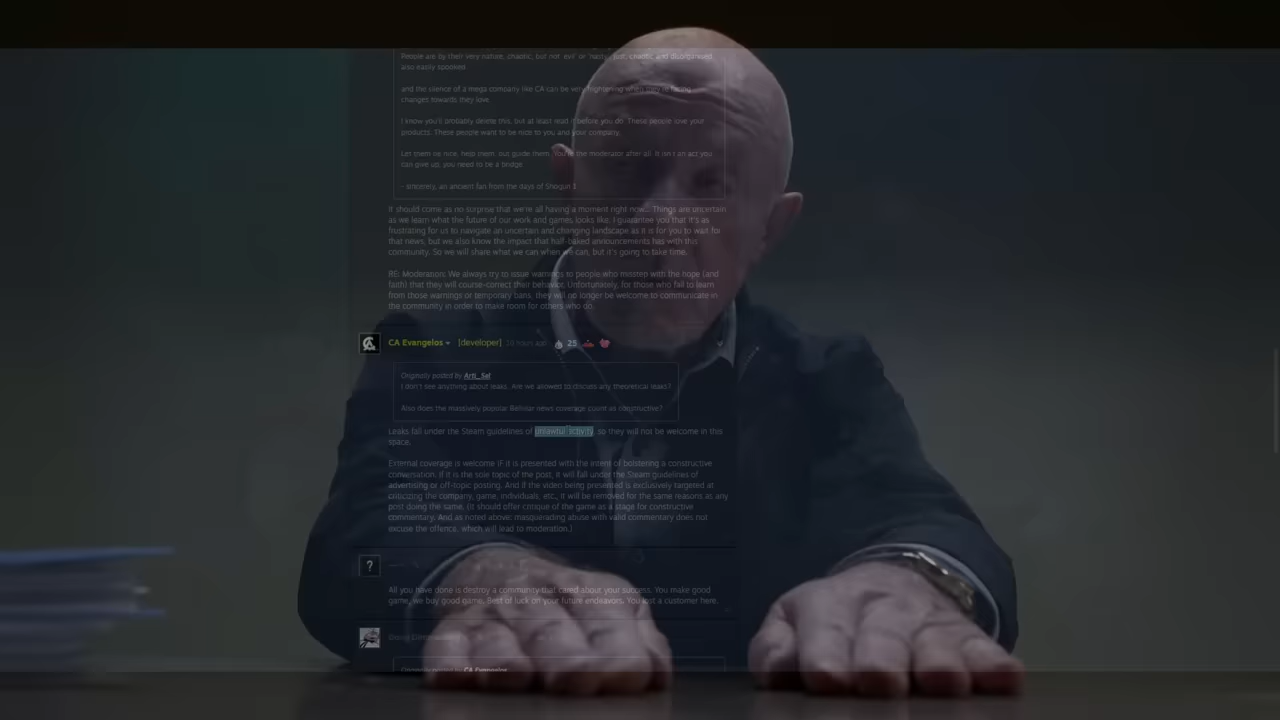 People are by their very nature, chaotic, but not 'evil' or 'nasty', just, chaotic and disorganised
also easily spooked.
and the silence of a mega company like CA can be very frightening when they're facing
changes towards they love.
I know you'll probably delete this, but at least read it before you do. These people love your
products. These people want to be nice to you and your company.
Let them be nice, help them, but guide them. You're the moderator after all. It isn't an act you
can give us, you need to be a bridge.
- sincerely, an ancient fan from the days of Shogun 1
It should come as no surprise that we're all having a moment right now... Things are uncertain
as we learn what the future of our work and games looks like. I guarantee you that it's as
frustrating for us to navigate an uncertain and changing landscape as it is for you to wait for
that news, but we also know the impact that half-baked announcements has with this
community. So we will share what we can when we can, but it's going to take time.
RE: Moderation: We always try to issue warnings to people who misstep with the hope (and
faith) that they will course-correct their behavior. Unfortunately, for those who fail to learn
from those warnings or temporary bans, they will no longer be welcome to communicate in
the community in order to make room for others who do.
CA Evangelos [developer] hours ago 25
Originally posted by Arti_Sel
I don't see anything about leaks. Are we allowed to discuss any theoretical leaks?
Also does the massively popular Bellular news coverage count as constructive?
Leaks fall under the Steam guidelines of unlawful activity, so they will not be welcome in this
space.
External coverage is welcome IF it is presented with the intent of bolstering a constructive
conversation. If it is the sole topic of the post, it will fall under the Steam guidelines of
advertising or off-topic posting. And if the video being presented is exclusively targeted at
criticizing the company, game, individuals, etc., it will be removed for the same reasons as any
post doing the same. (It should offer critique of the game as a stage for constructive
commentary. And as noted above: masquerading abuse with valid commentary does not
excuse the offence, which will lead to moderation.)
?
All you have done is destroy a community that cared about your success. You make good
game, we buy good game. Best of luck on your future endeavors. You lost a customer here.
Originally posted by CA Evangelos